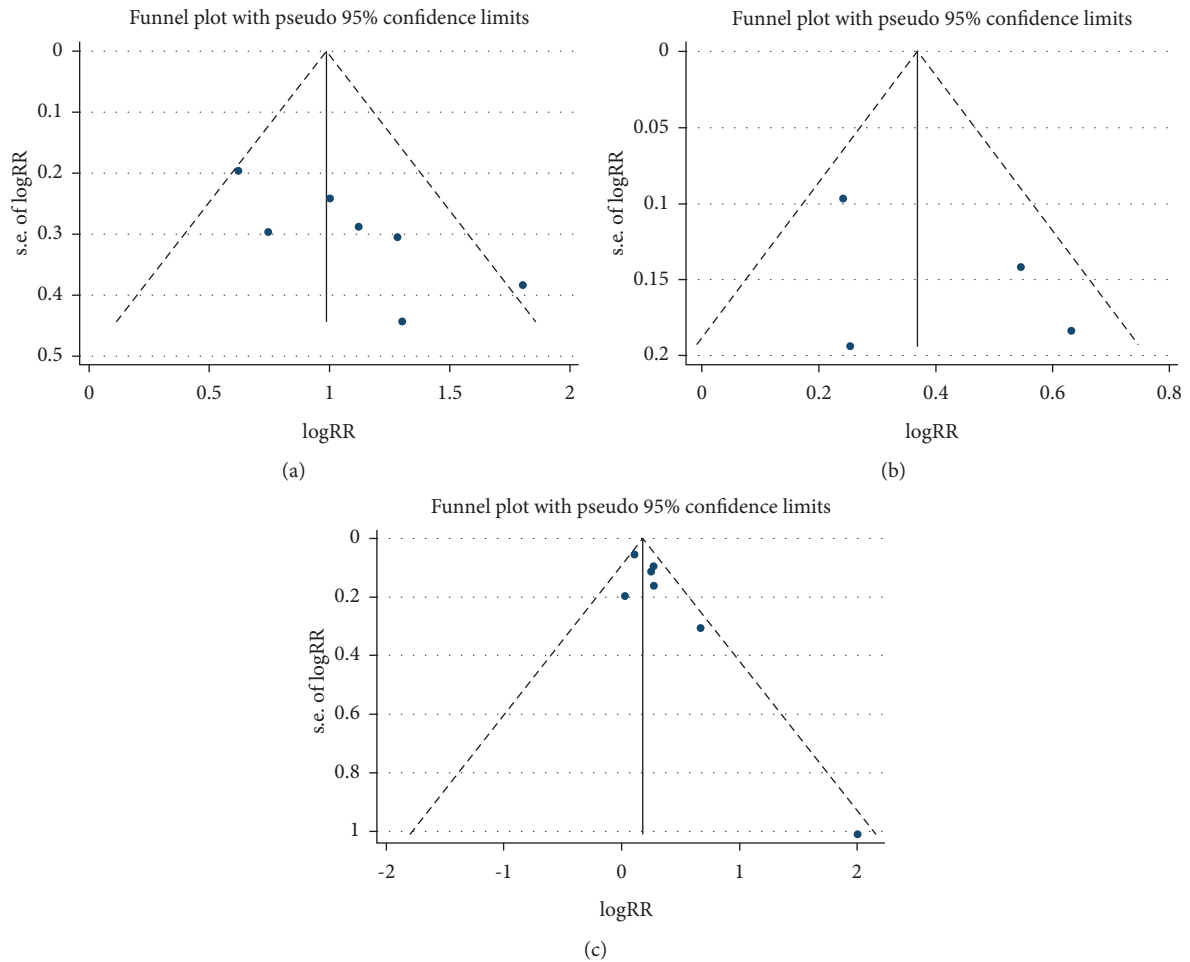 Funnel plot with pseudo 95% confidence limits
0
0.1
0.2
0.3
0.4
0.5
s.e. of logRR
0 0.5 1 1.5 2
logRR
(a)
Funnel plot with pseudo 95% confidence limits
0
0.05
0.1
0.15
0.2
s.e. of logRR
0 0.2 0.4 0.6 0.8
logRR
(b)
Funnel plot with pseudo 95% confidence limits
0
0.2
0.4
0.6
0.8
1
s.e. of logRR
-2 -1 0 1 2
logRR
(c)